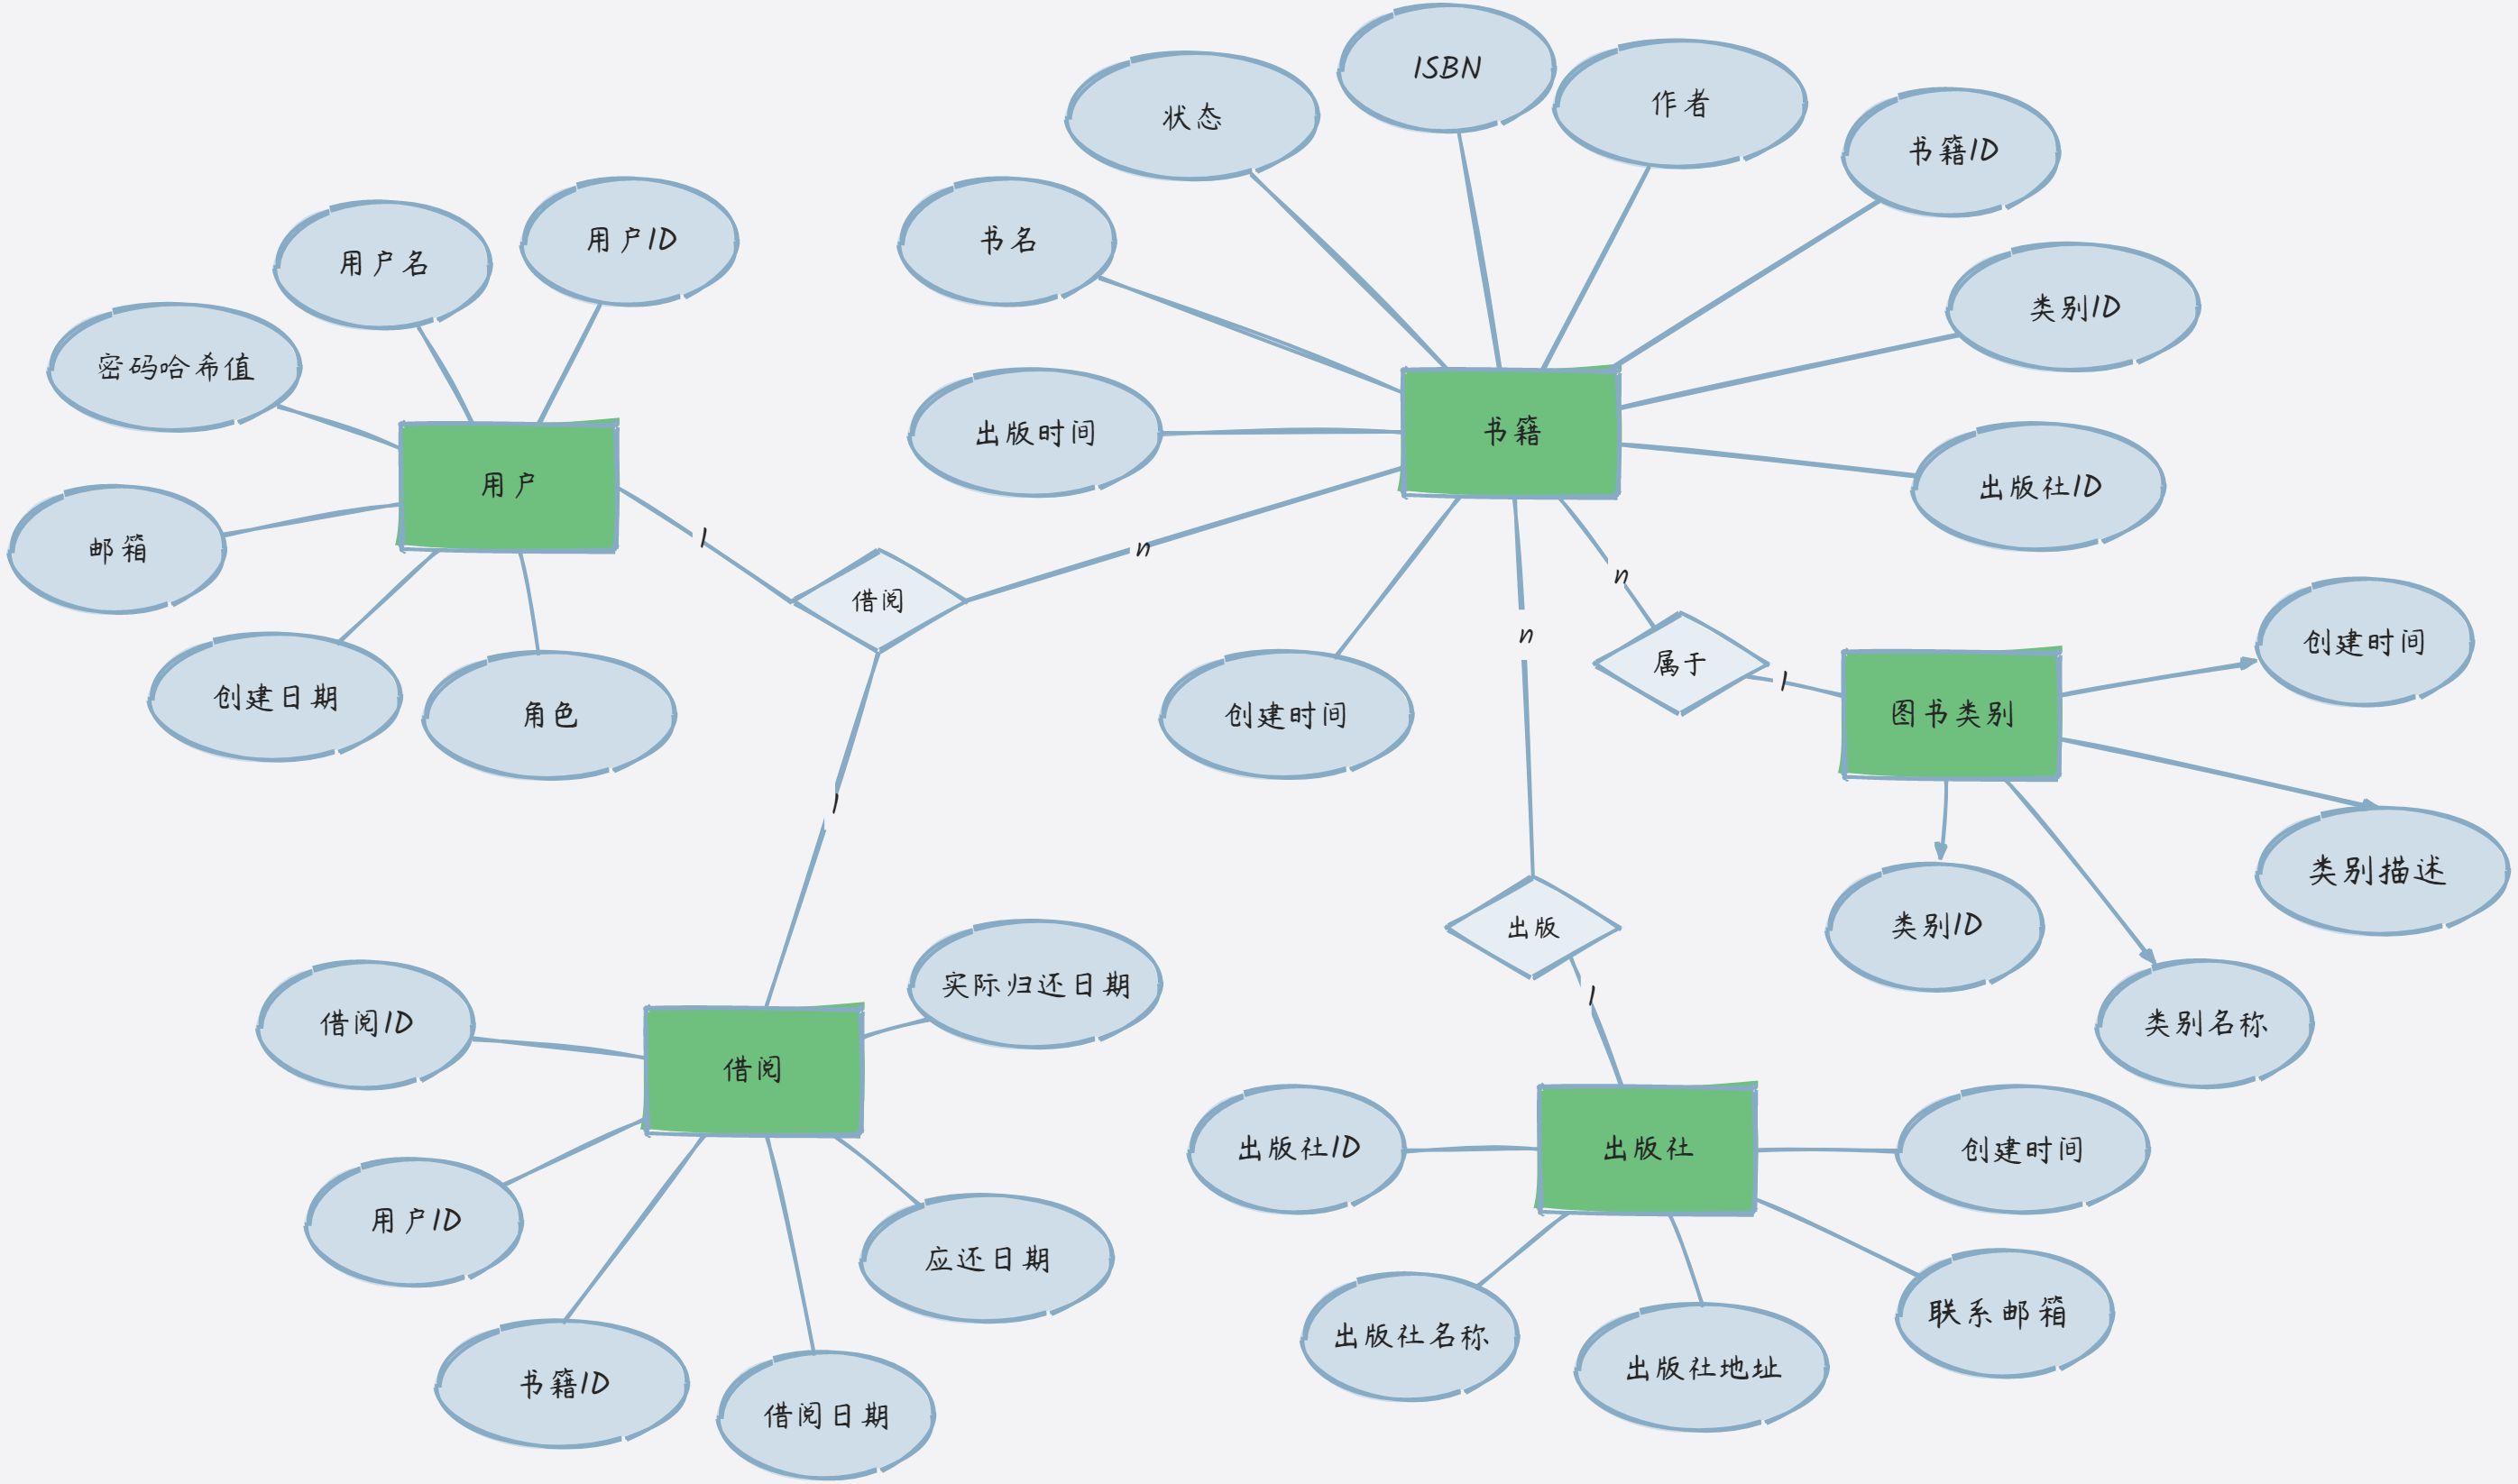 ISBN
作者
状态
书籍ID
用户名
用户ID
书名
类别ID
密码哈希值
出版时间
书籍
出版社ID
用户
邮箱
1
n
n
借阅
n
创建日期
角色
创建时间
属于
1
图书类别
创建时间
1
类别描述
出版
类别ID
实际归还日期
1
借阅ID
类别名称
借阅
出版社ID
出版社
创建时间
用户ID
应还日期
联系邮箱
出版社名称
出版社地址
书籍ID
借阅日期